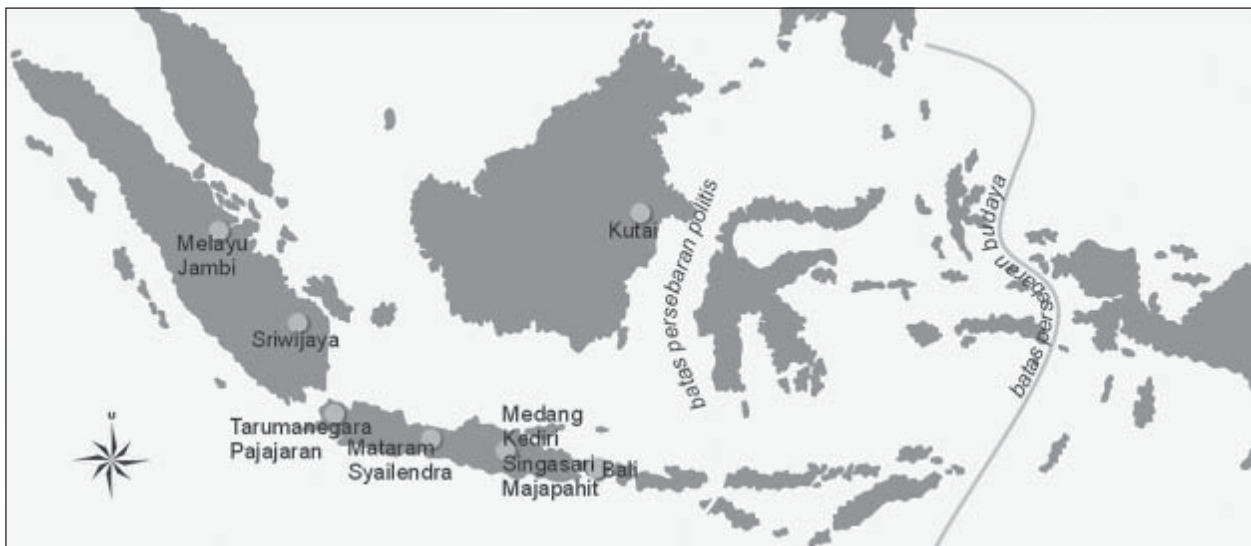 Melayu
Jambi
Sriwijaya
Kutai
batas persebaran politis
batas persebaran budaya
u
Tarumanegara
Pajajaran
Mataram
Syailendra
Medang
Kediri
Singasari
Majapahit
Bali